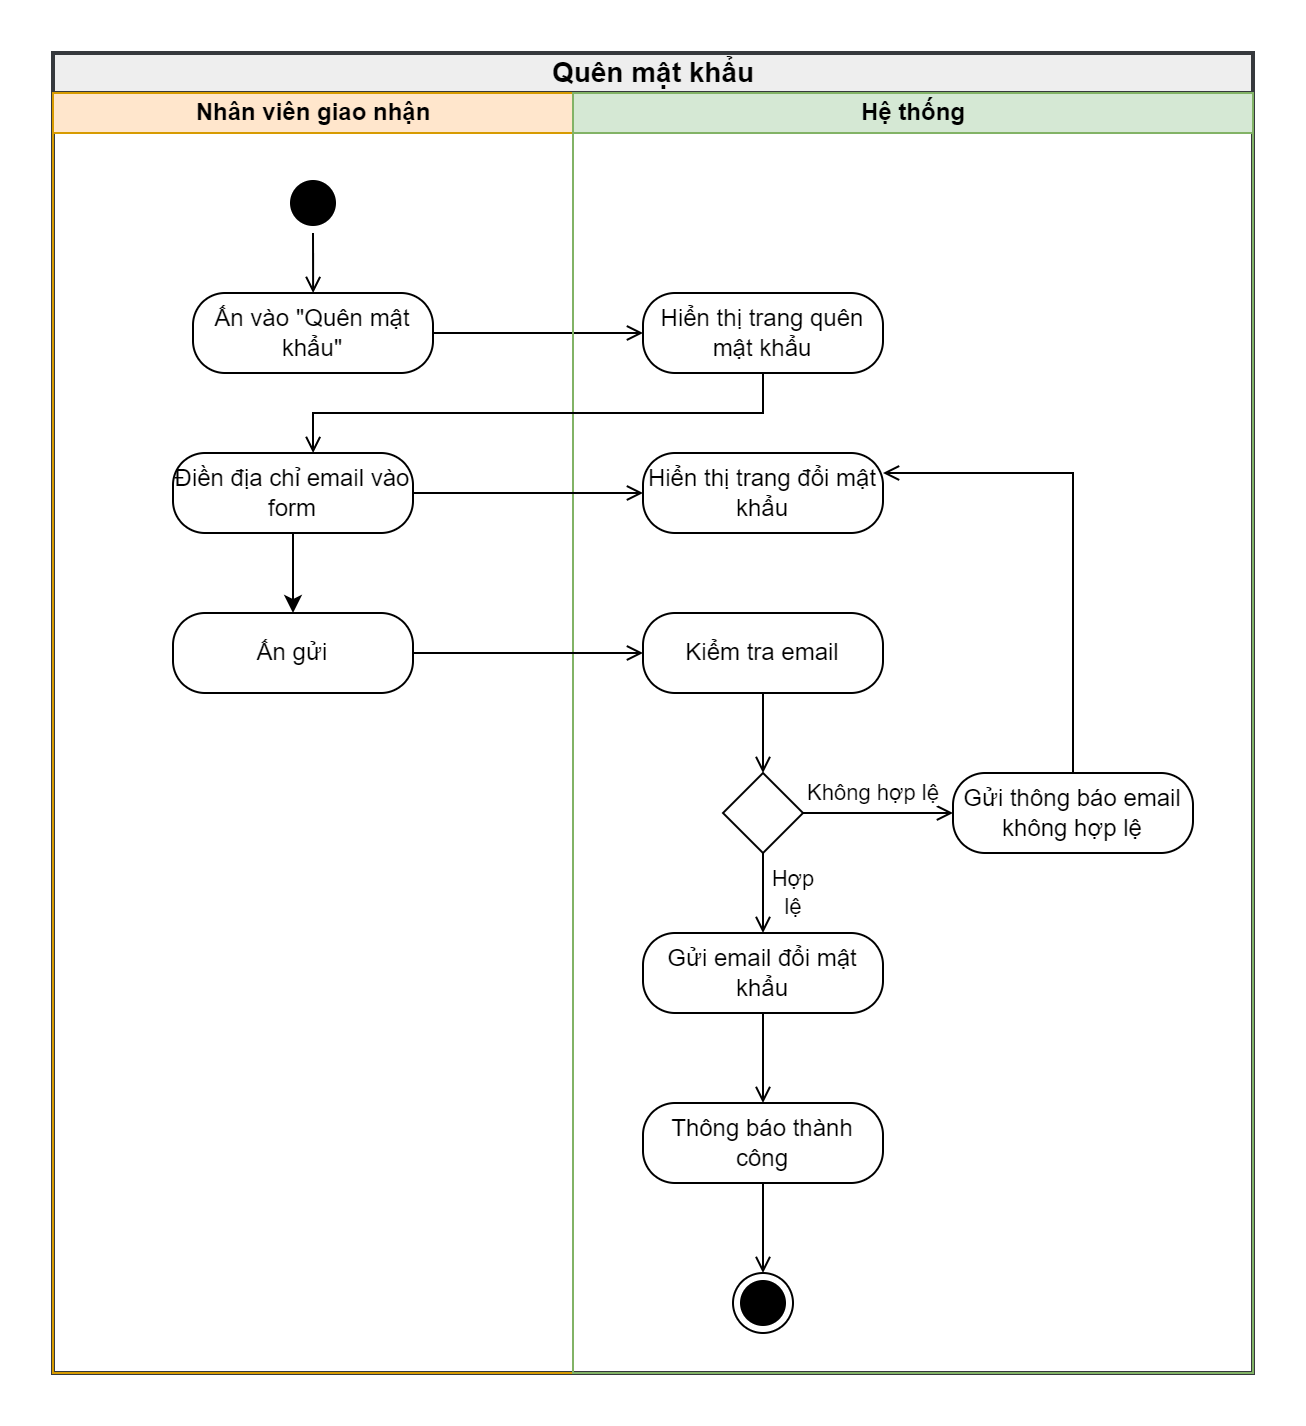 Quên mật khẩu
Nhân viên giao nhận
Hệ thống
Ấn vào "Quên mật
khẩu"
Hiển thị trang quên
mật khẩu
Điền địa chỉ email vào
form
Hiển thị trang đổi mật
khẩu
Ấn gửi
Kiểm tra email
Không hợp lệ
Gửi thông báo email
không hợp lệ
Hợp
lệ
Gửi email đổi mật
khẩu
Thông báo thành
công